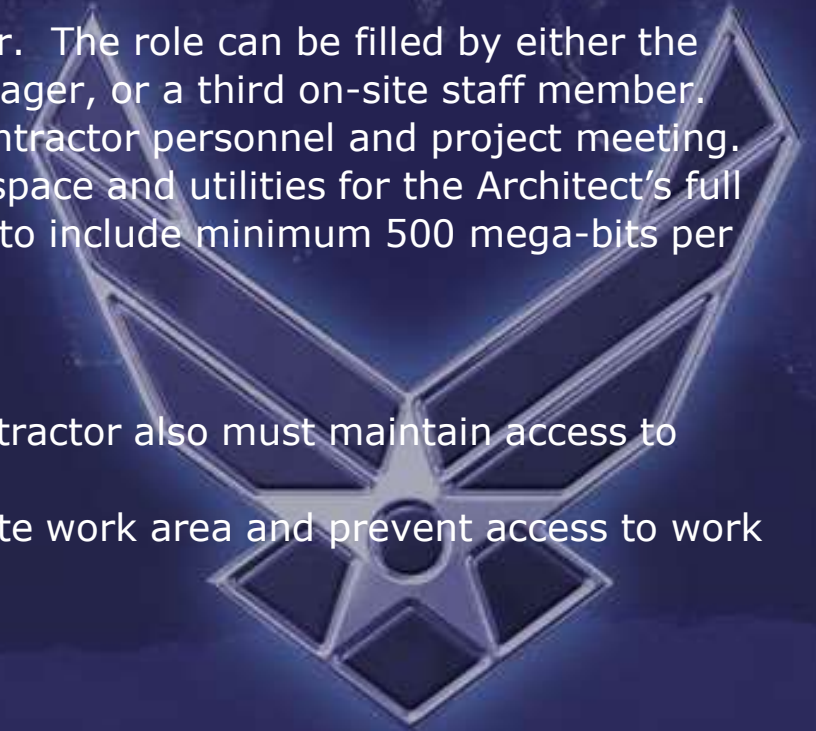 r. The role can be filled by either the
ager, or a third on-site staff member.
ntractor personnel and project meeting.
space and utilities for the Architect’s full
to include minimum 500 mega-bits per
tractor also must maintain access to
te work area and prevent access to work